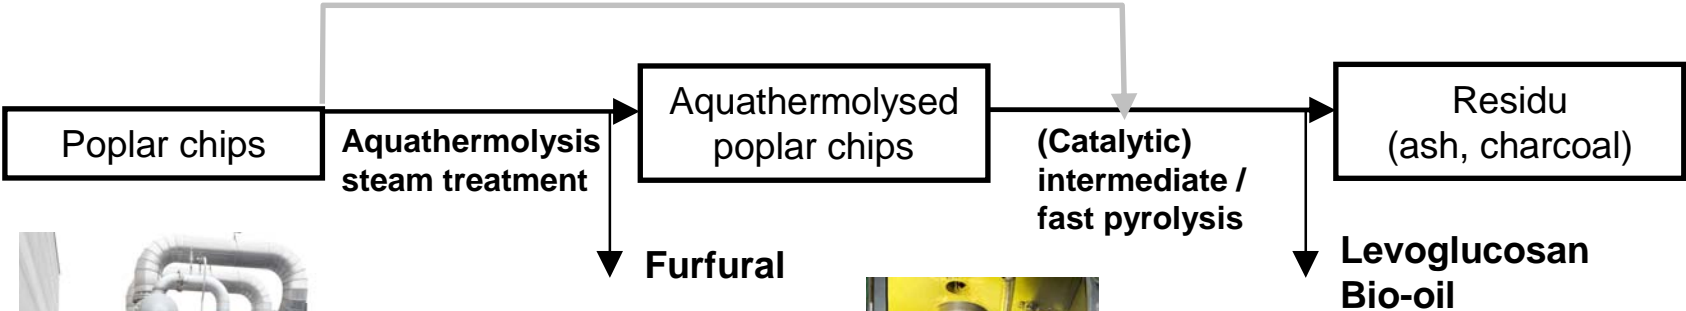 Poplar chips
Aquathermolysis
steam treatment
Furfural
Aquathermolysed
poplar chips
(Catalytic)
intermediate /
fast pyrolysis
Levoglucosan
Bio-oil
Residu
(ash, charcoal)